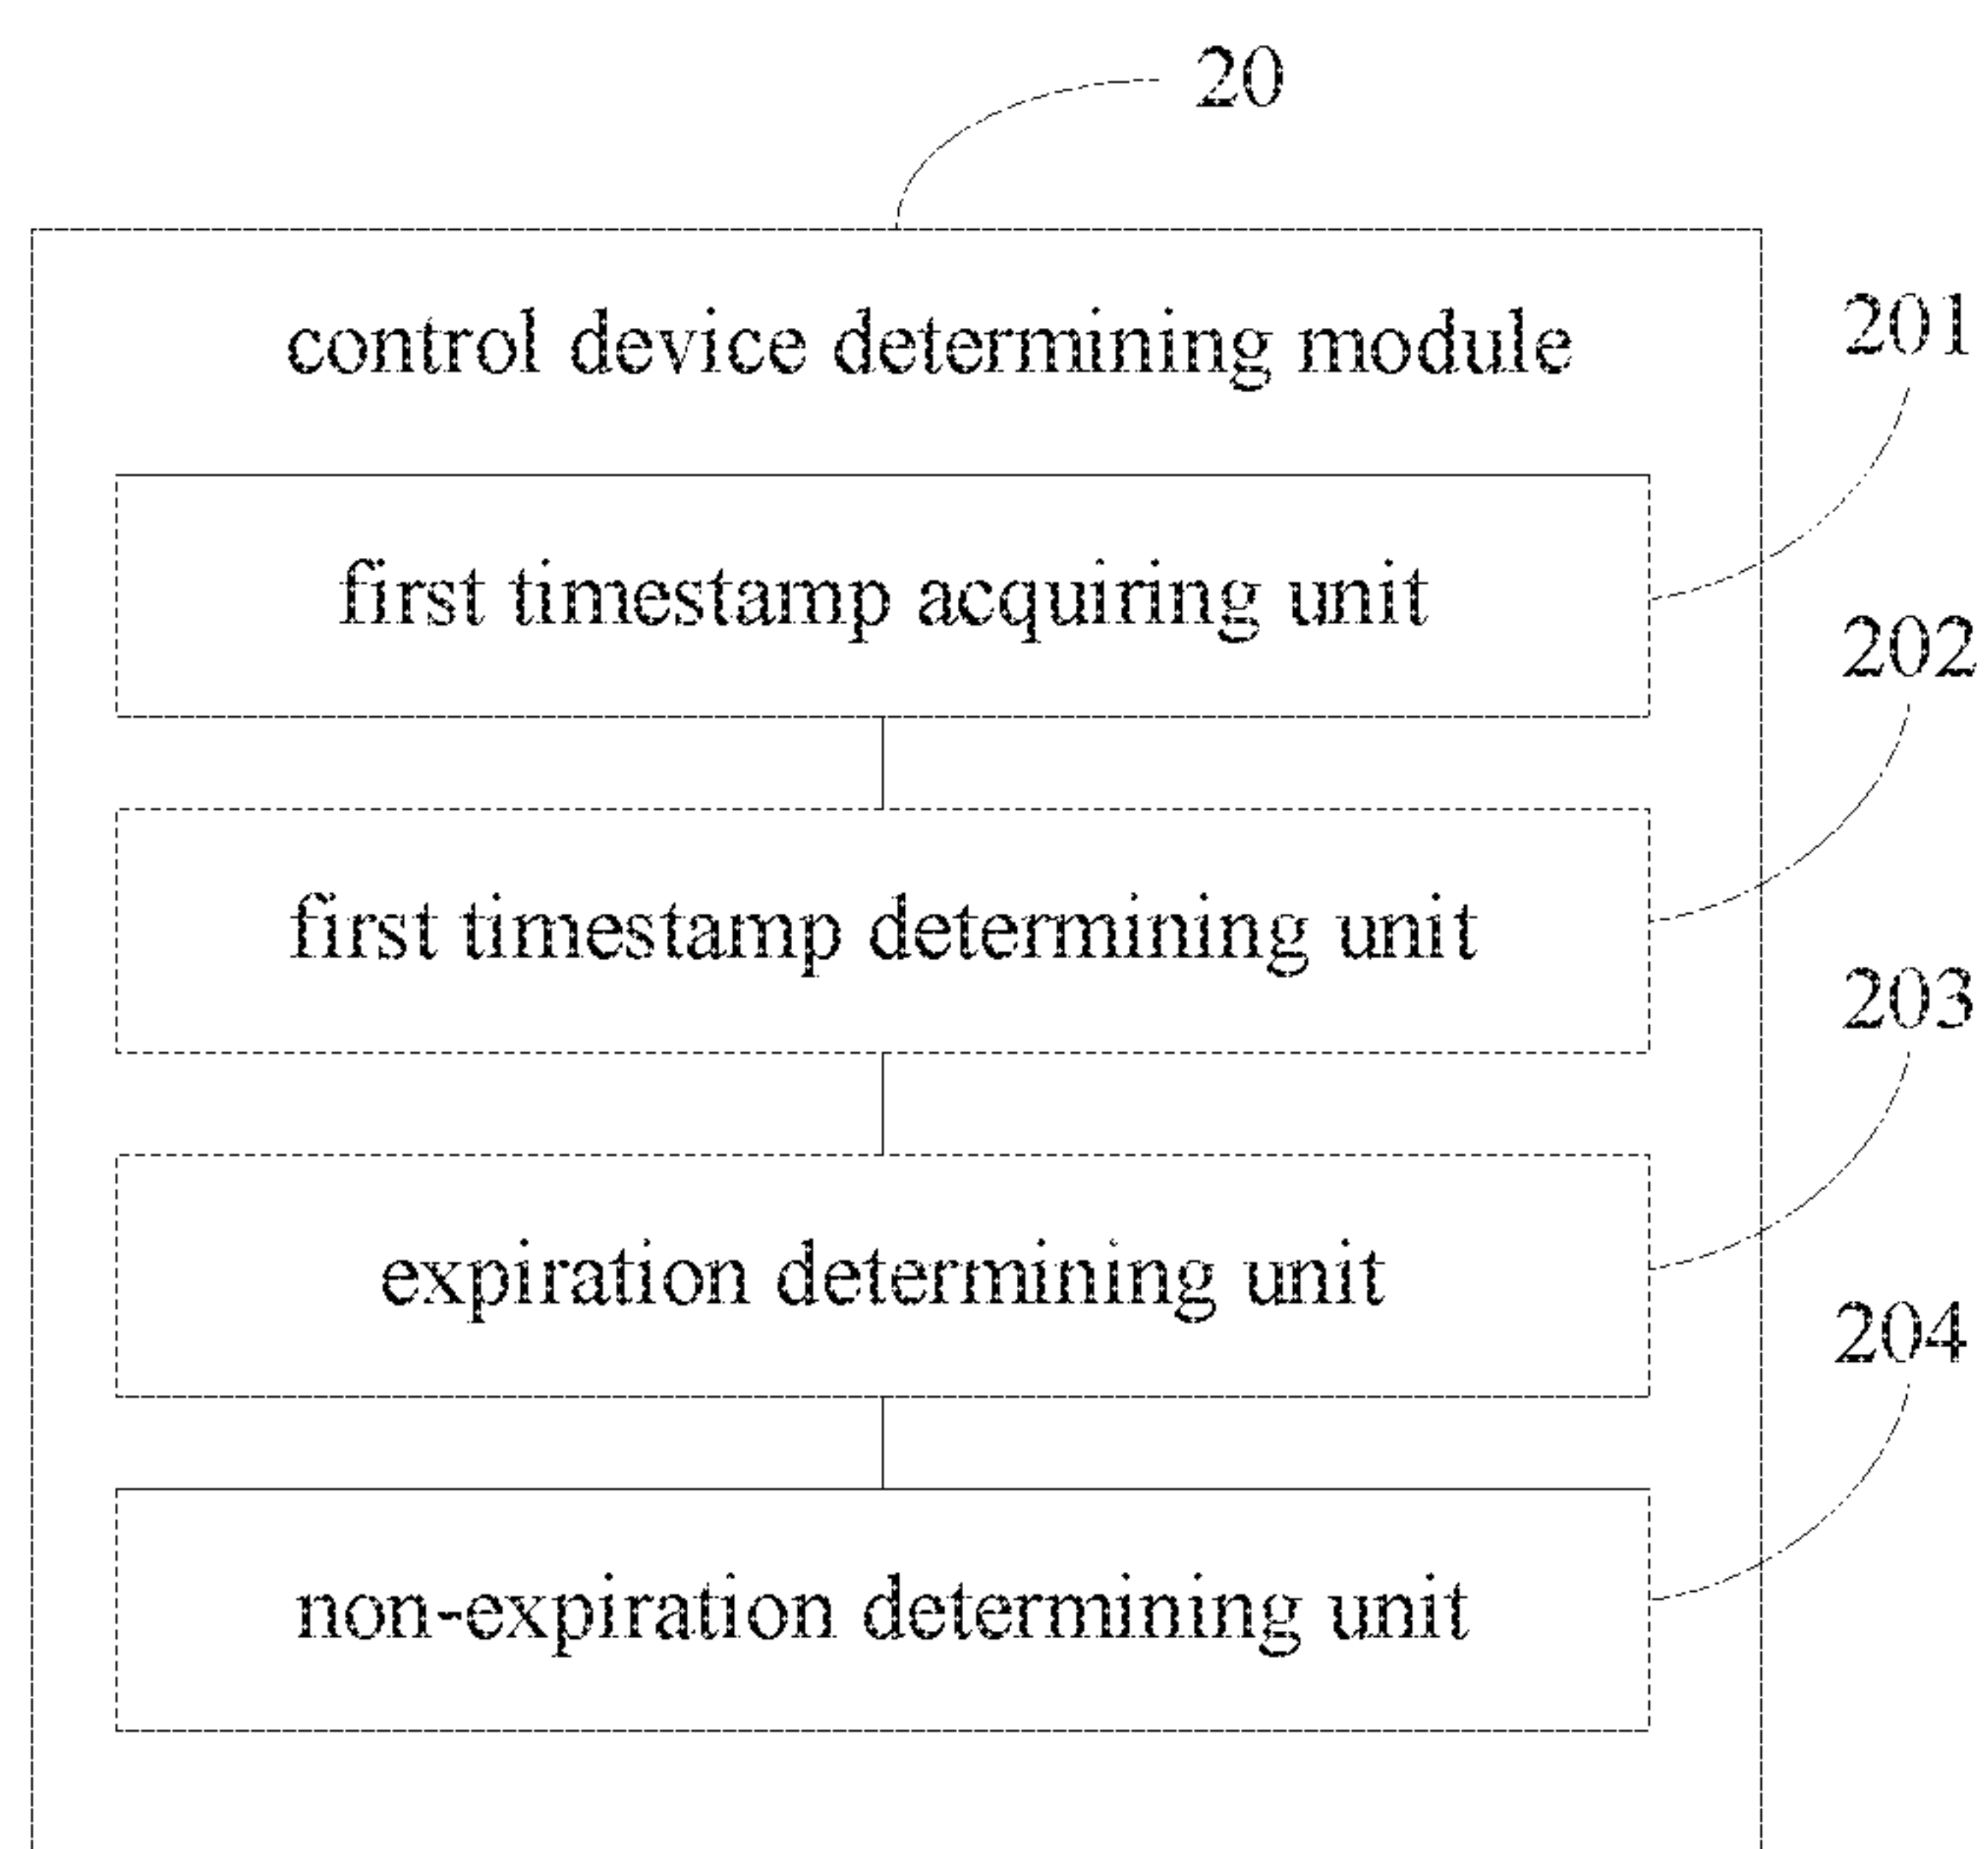 20
control device determining module
201
first timestamp acquiring unit
202
first timestamp determining unit
203
expiration determining unit
204
non-expiration determining unit